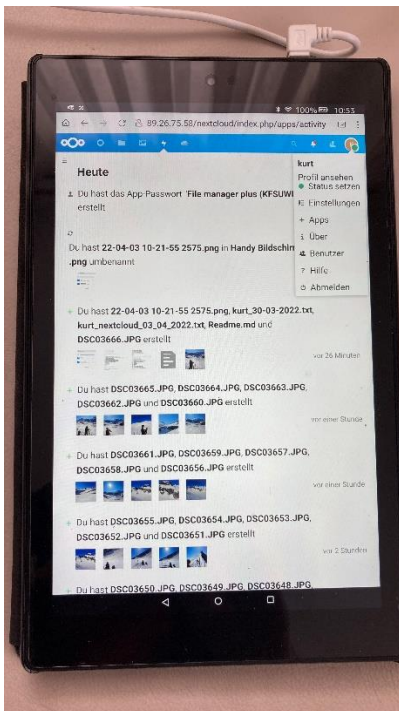 100% 10:53
89.26.75.58/nextcloud/index.php/apps/activity
kurt
Profil ansehen
Status setzen
Einstellungen
+ Apps
Über
Benutzer
? Hilfe
Abmelden
Heute
Du hast das App-Passwort "File manager plus (KFSUWI
erstellt
Du hast 22-04-03 10-21-55 2575.png in Handy Bildschirm
.png umbenannt
+ Du hast 22-04-03 10-21-55 2575.png, kurt_30-03-2022.txt,
kurt_nextcloud_03_04_2022.txt, Readme.md und
DSC03666.JPG erstellt
vor 26 Minuten
+ Du hast DSC03665.JPG, DSC03664.JPG, DSC03663.JPG,
DSC03662.JPG und DSC03660.JPG erstellt
vor einer Stunde
+ Du hast DSC03661.JPG, DSC03659.JPG, DSC03657.JPG,
DSC03658.JPG und DSC03656.JPG erstellt
vor einer Stunde
+ Du hast DSC03655.JPG, DSC03654.JPG, DSC03653.JPG,
DSC03652.JPG und DSC03651.JPG erstellt
vor 2 Stunden
+ Du hast DSC03650.JPG, DSC03649.JPG, DSC03648.JPG,